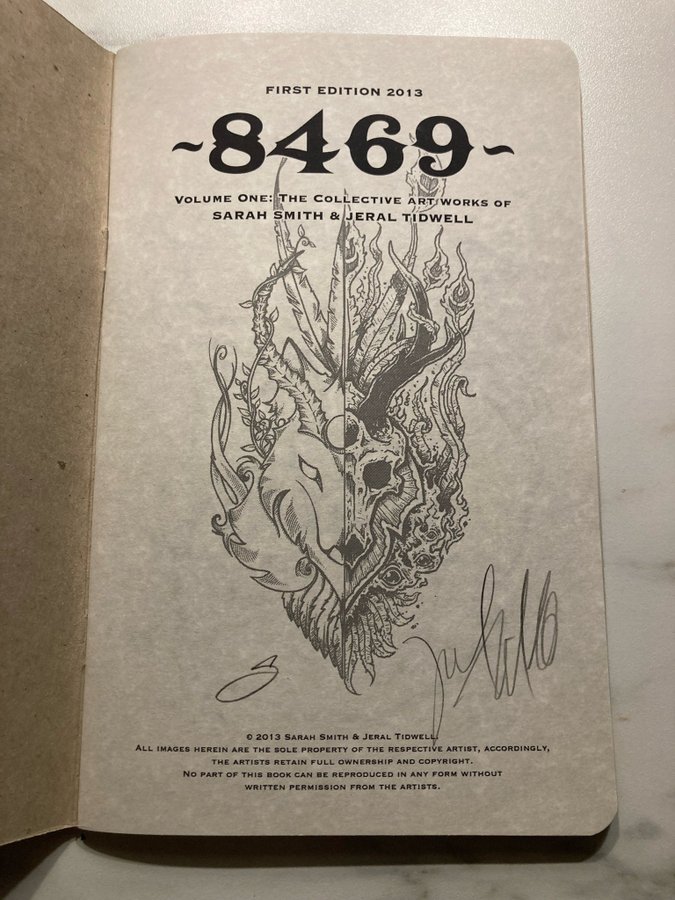 FIRST EDITION 2013
~8469~
VOLUME ONE: THE COLLECTIVE ART WORKS OF
SARAH SMITH & JERAL TIDWELL
© 2013 SARAH SMITH & JERAL TIDWELL.
ALL IMAGES HEREIN ARE THE SOLE PROPERTY OF THE RESPECTIVE ARTIST, ACCORDINGLY,
THE ARTISTS RETAIN FULL OWNERSHIP AND COPYRIGHT.
NO PART OF THIS BOOK CAN BE REPRODUCED IN ANY FORM WITHOUT
WRITTEN PERMISSION FROM THE ARTISTS.